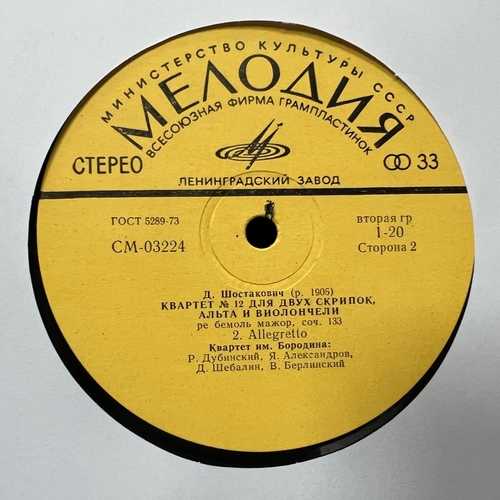 МИНИСТЕРСТВО КУЛЬТУРЫ СССР
МЕЛОДИЯ
ВСЕСОЮЗНАЯ ФИРМА ГРАМПЛАСТИНОК
СТЕРЕО
33
ЛЕНИНГРАДСКИЙ ЗАВОД
ГОСТ 5289-73
вторая гр
СМ-03224
1-20
Сторона 2
Д. Шостакович (р. 1905)
КВАРТЕТ № 12 ДЛЯ ДВУХ СКРИПОК,
АЛЬТА И ВИОЛОНЧЕЛИ
ре бемоль мажор, соч. 133
2. Allegretto
Квартет им. Бородина:
Р. Дубинский, Я. Александров,
Д. Шебалин, В. Берлинский